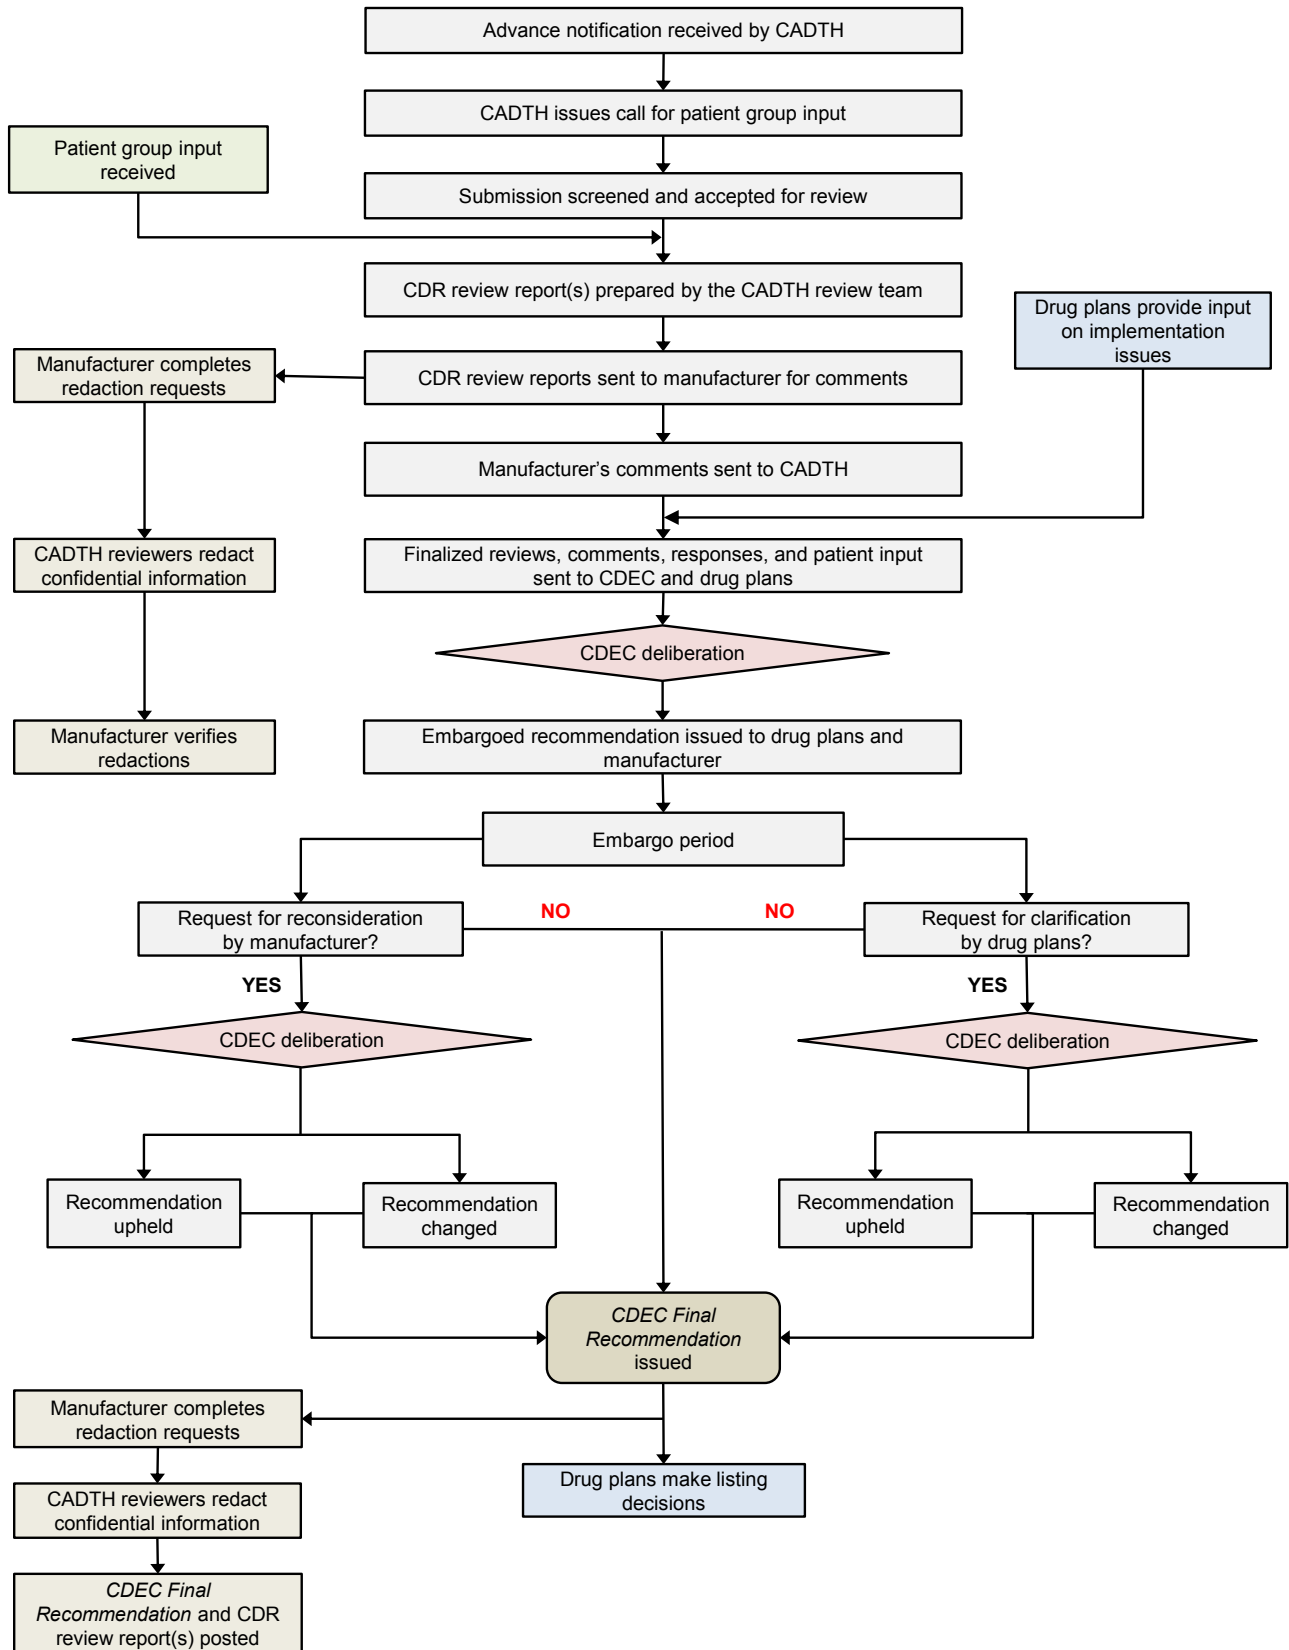 Advance notification received by CADTH
CADTH issues call for patient group input
Patient group input
received
Submission screened and accepted for review
CDR review report(s) prepared by the CADTH review team
Drug plans provide input
on implementation
issues
Manufacturer completes
redaction requests
CDR review reports sent to manufacturer for comments
Manufacturer's comments sent to CADTH
CADTH reviewers redact
confidential information
Finalized reviews, comments, responses, and patient input
sent to CDEC and drug plans
CDEC deliberation
Manufacturer verifies
redactions
Embargoed recommendation issued to drug plans and
manufacturer
Embargo period
Request for reconsideration
by manufacturer?
NO
NO
Request for clarification
by drug plans?
YES
YES
CDEC deliberation
CDEC deliberation
Recommendation
upheld
Recommendation
changed
Recommendation
upheld
Recommendation
changed
CDEC Final
Recommendation
issued
Manufacturer completes
redaction requests
Drug plans make listing
decisions
CADTH reviewers redact
confidential information
CDEC Final
Recommendation and CDR
review report(s) posted